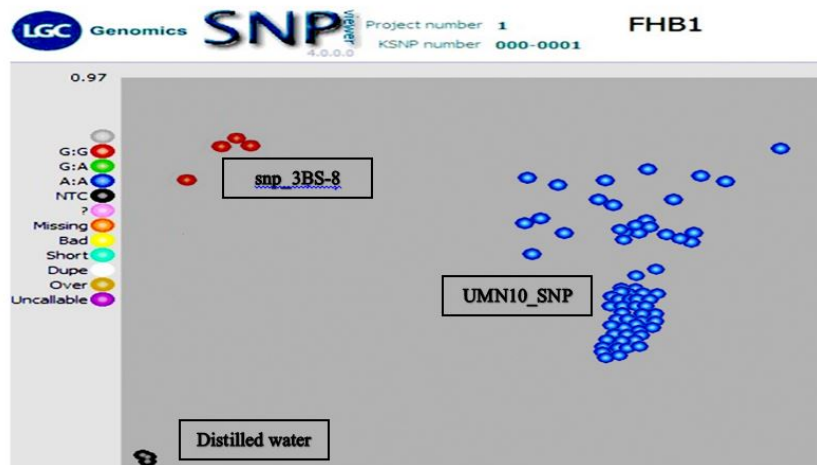 LGC Genomics SNP viewer 4.0.0.0
Project number 1
KSNP number 000-0001
FHB1
0.97
G:G
G:A
A:A
NTC
?
Missing
Bad
Short
Dupe
Over
Uncallable
snp_3BS-8
UMN10_SNP
Distilled water